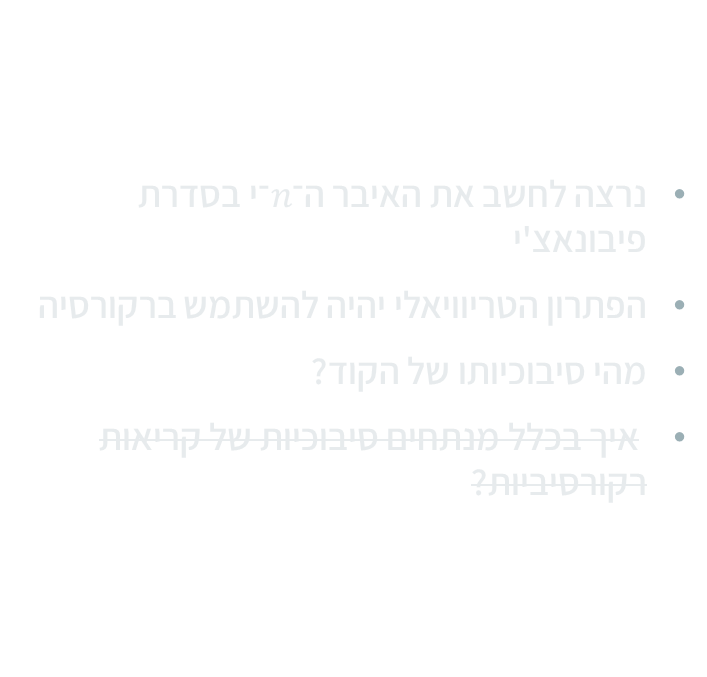 • נרצה לחשב את האיבר ה־n־י בסדרת
פיבונאצ'י
• הפתרון הטריוויאלי יהיה להשתמש ברקורסיה
• מהי סיבוכיותו של הקוד?
• איך בכלל מנתחים סיבוכיות של קריאות
רקורסיביות?